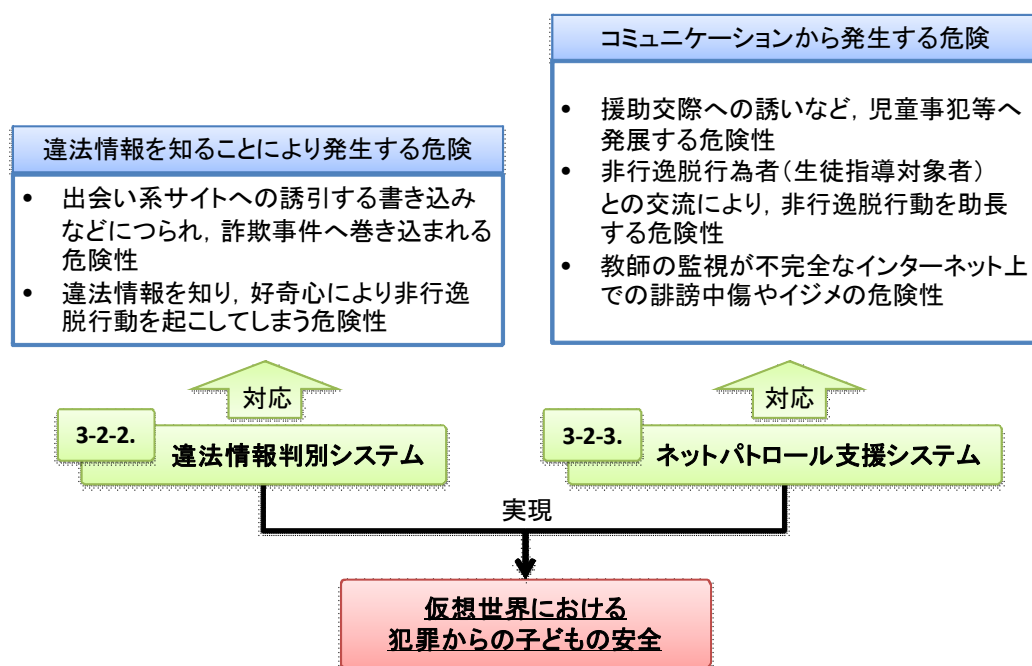 違法情報を知ることにより発生する危険
• 出会い系サイトへの誘引する書き込み
などにつられ，詐欺事件へ巻き込まれる
危険性
• 違法情報を知り，好奇心により非行逸
脱行動を起こしてしまう危険性
コミュニケーションから発生する危険
• 援助交際への誘いなど，児童事犯等へ
発展する危険性
• 非行逸脱行為者（生徒指導対象者）
との交流により，非行逸脱行動を助長
する危険性
• 教師の監視が不完全なインターネット上
での誹謗中傷やイジメの危険性
対応
3-2-2.
違法情報判別システム
対応
3-2-3.
ネットパトロール支援システム
実現
仮想世界における
犯罪からの子どもの安全